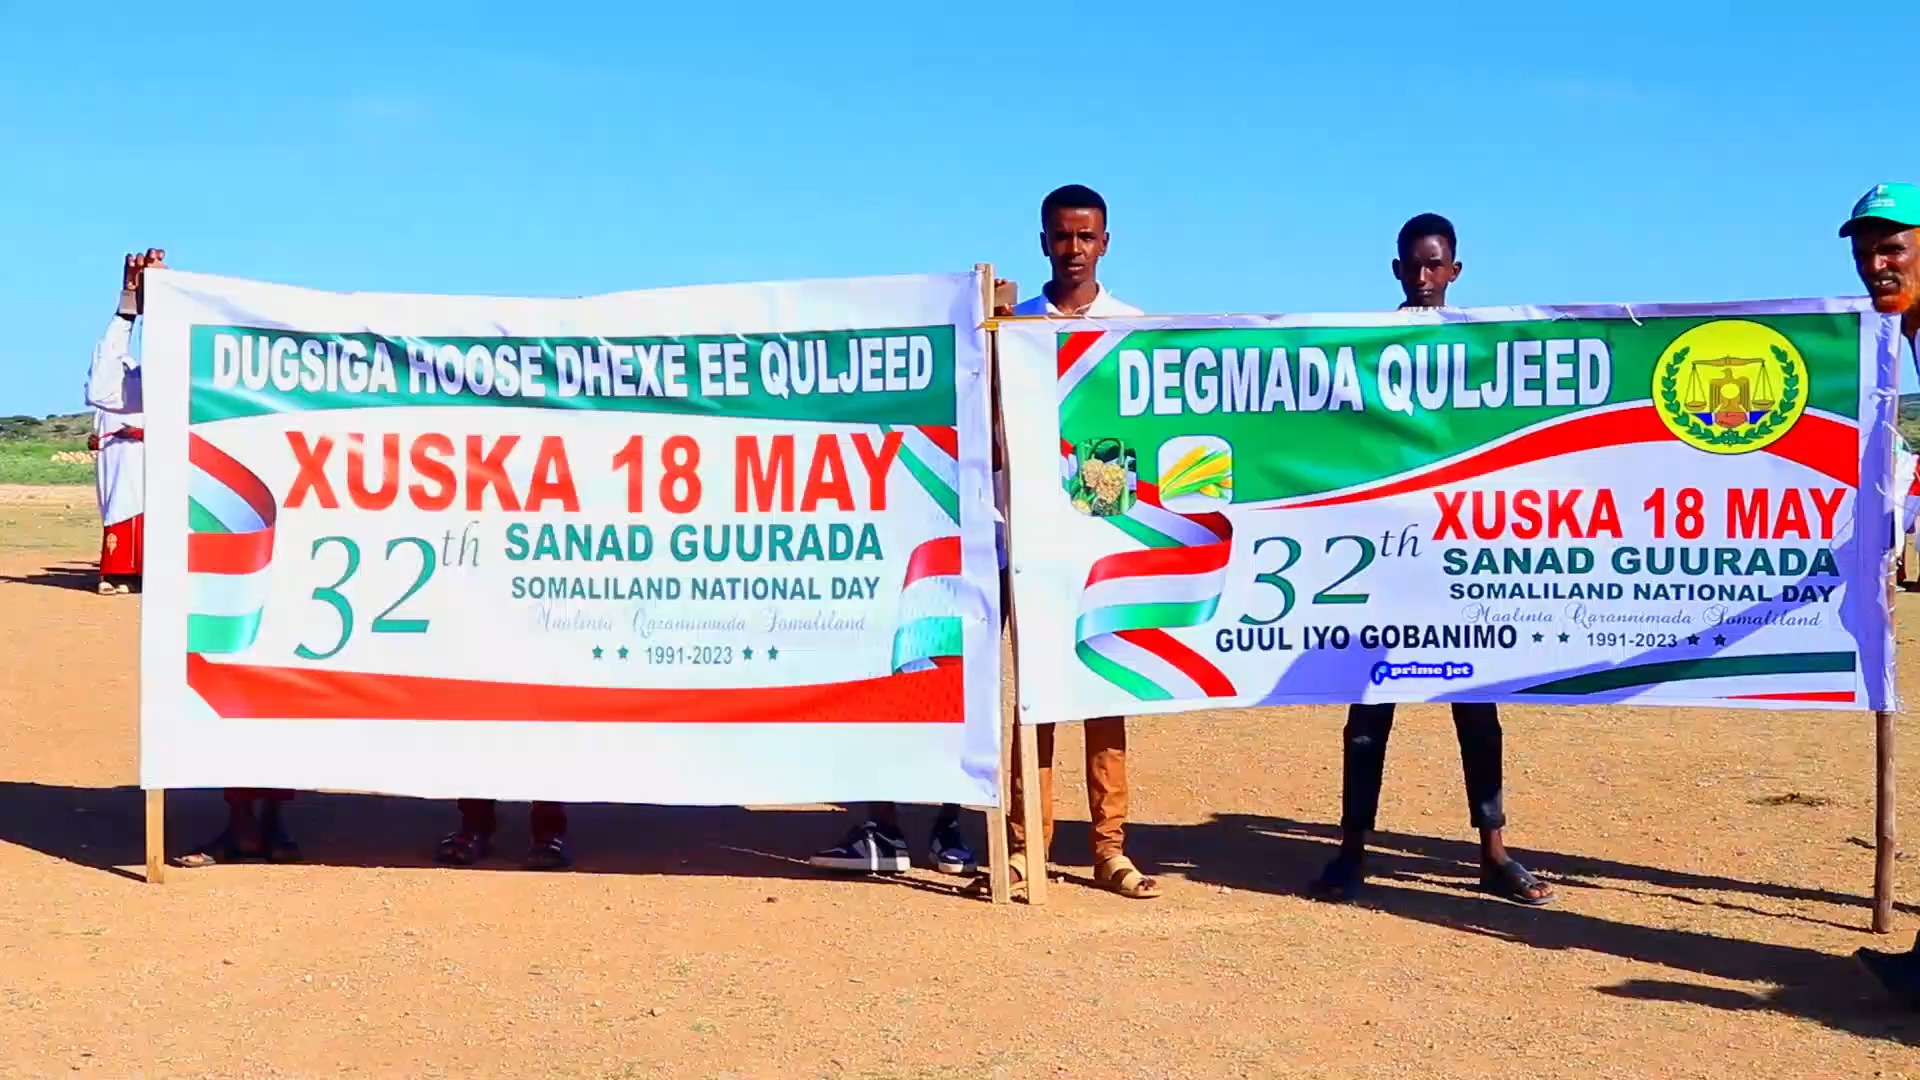 DUGSIGA HOOSE DHEXE EE QULJEED
XUSKA 18 MAY
32th SANAD GUURADA
SOMALILAND NATIONAL DAY
Maalinta Qarannimada Somaliland
1991-2023
DEGMADA QULJEED
XUSKA 18 MAY
32th SANAD GUURADA
SOMALILAND NATIONAL DAY
Maalinta Qarannimada Somaliland
GUUL IYO GOBANIMO 1991-2023
prime jet